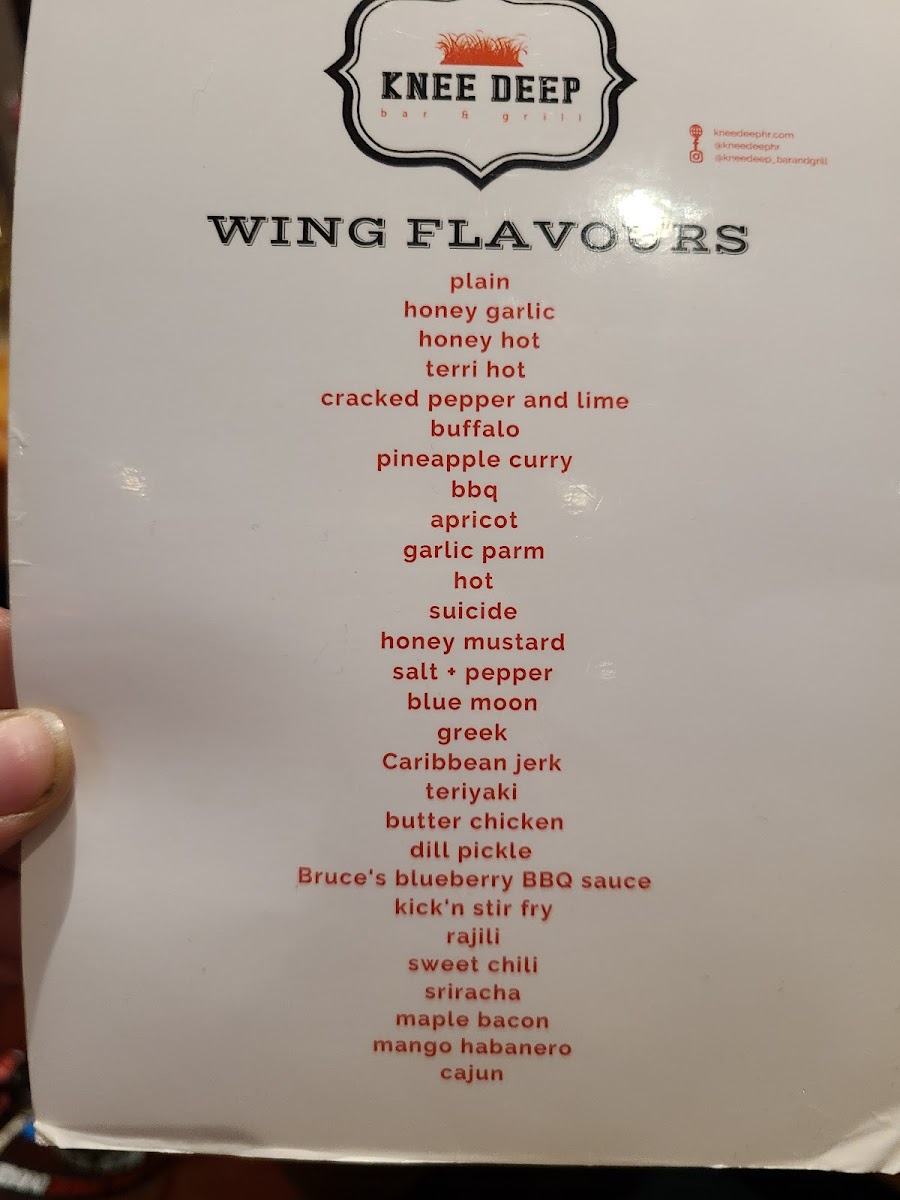 KNEE DEEP
bar & grill
kneedeephr.com
@kneedeephr
@kneedeep_barandgrill
WING FLAVOURS
plain
honey garlic
honey hot
terri hot
cracked pepper and lime
buffalo
pineapple curry
bbq
apricot
garlic parm
hot
suicide
honey mustard
salt + pepper
blue moon
greek
Caribbean jerk
teriyaki
butter chicken
dill pickle
Bruce's blueberry BBQ sauce
kick'n stir fry
rajili
sweet chili
sriracha
maple bacon
mango habanero
cajun